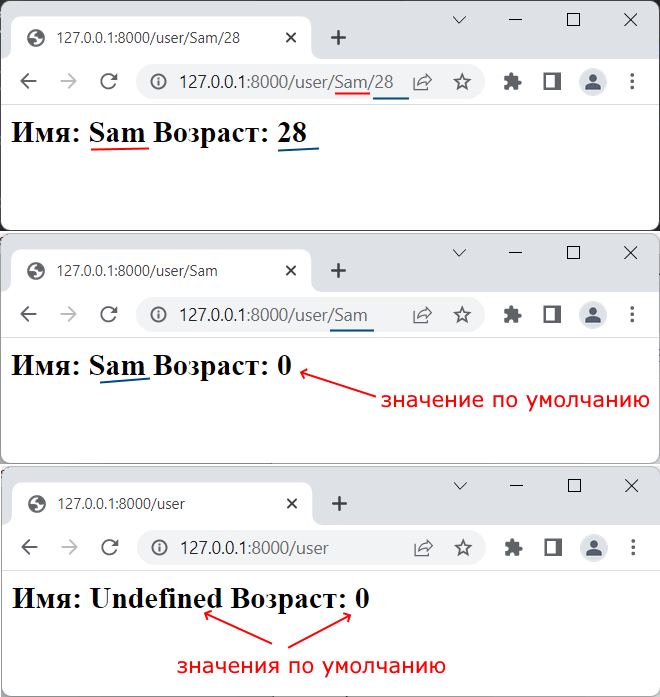 127.0.0.1:8000/user/Sam/28
127.0.0.1:8000/user/Sam/28
Имя: Sam Возраст: 28
127.0.0.1:8000/user/Sam
127.0.0.1:8000/user/Sam
Имя: Sam Возраст: 0
значение по умолчанию
127.0.0.1:8000/user
127.0.0.1:8000/user
Имя: Undefined Возраст: 0
значения по умолчанию